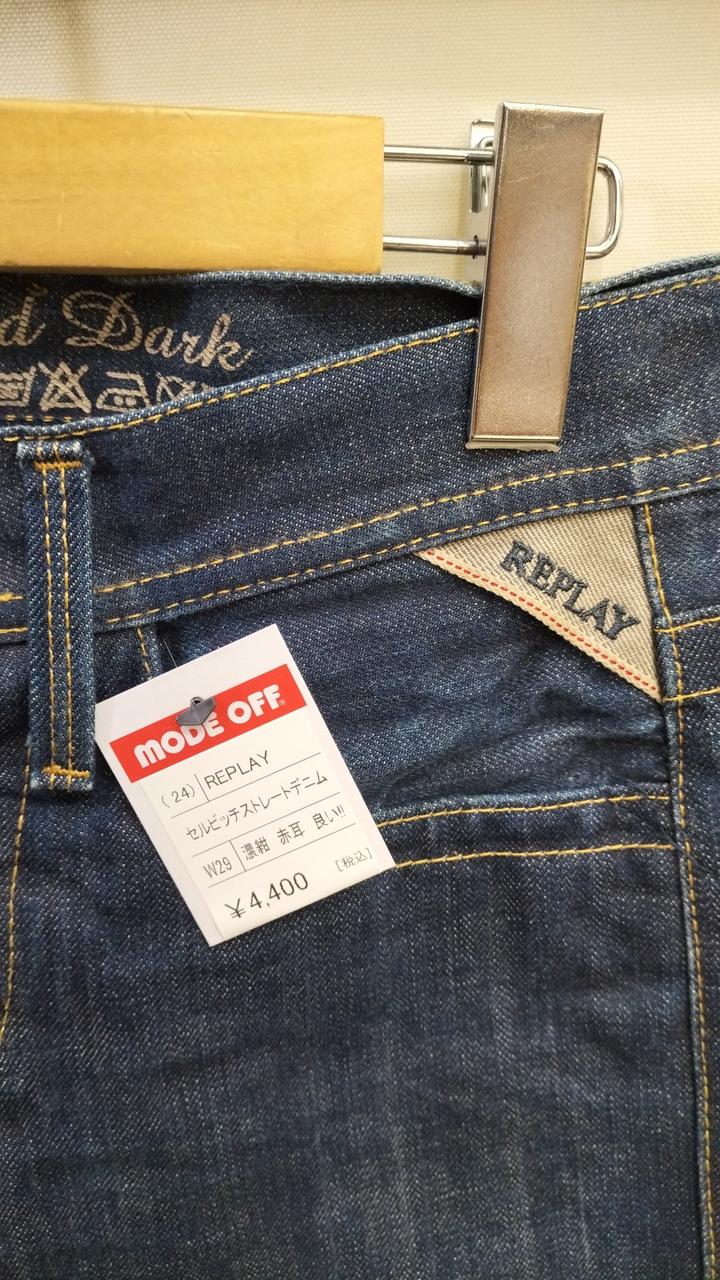 d Dark
REPLAY
MODE OFF®
(24) REPLAY
セルビッチストレートデニム
W29 濃紺 赤耳 良い!!
¥4,400 [税込]